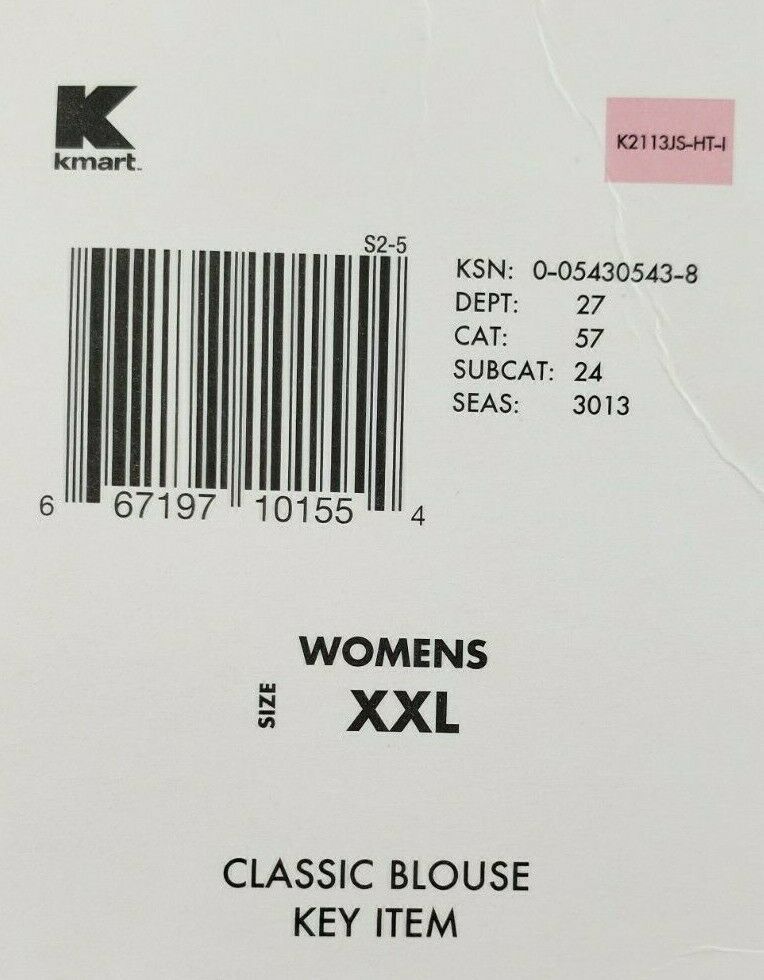 K
kmart™
K2113JS-HT-I
S2-5
KSN: 0-05430543-8
DEPT: 27
CAT: 57
SUBCAT: 24
SEAS: 3013
6 67197 10155 4
WOMENS
SIZE XXL
CLASSIC BLOUSE
KEY ITEM